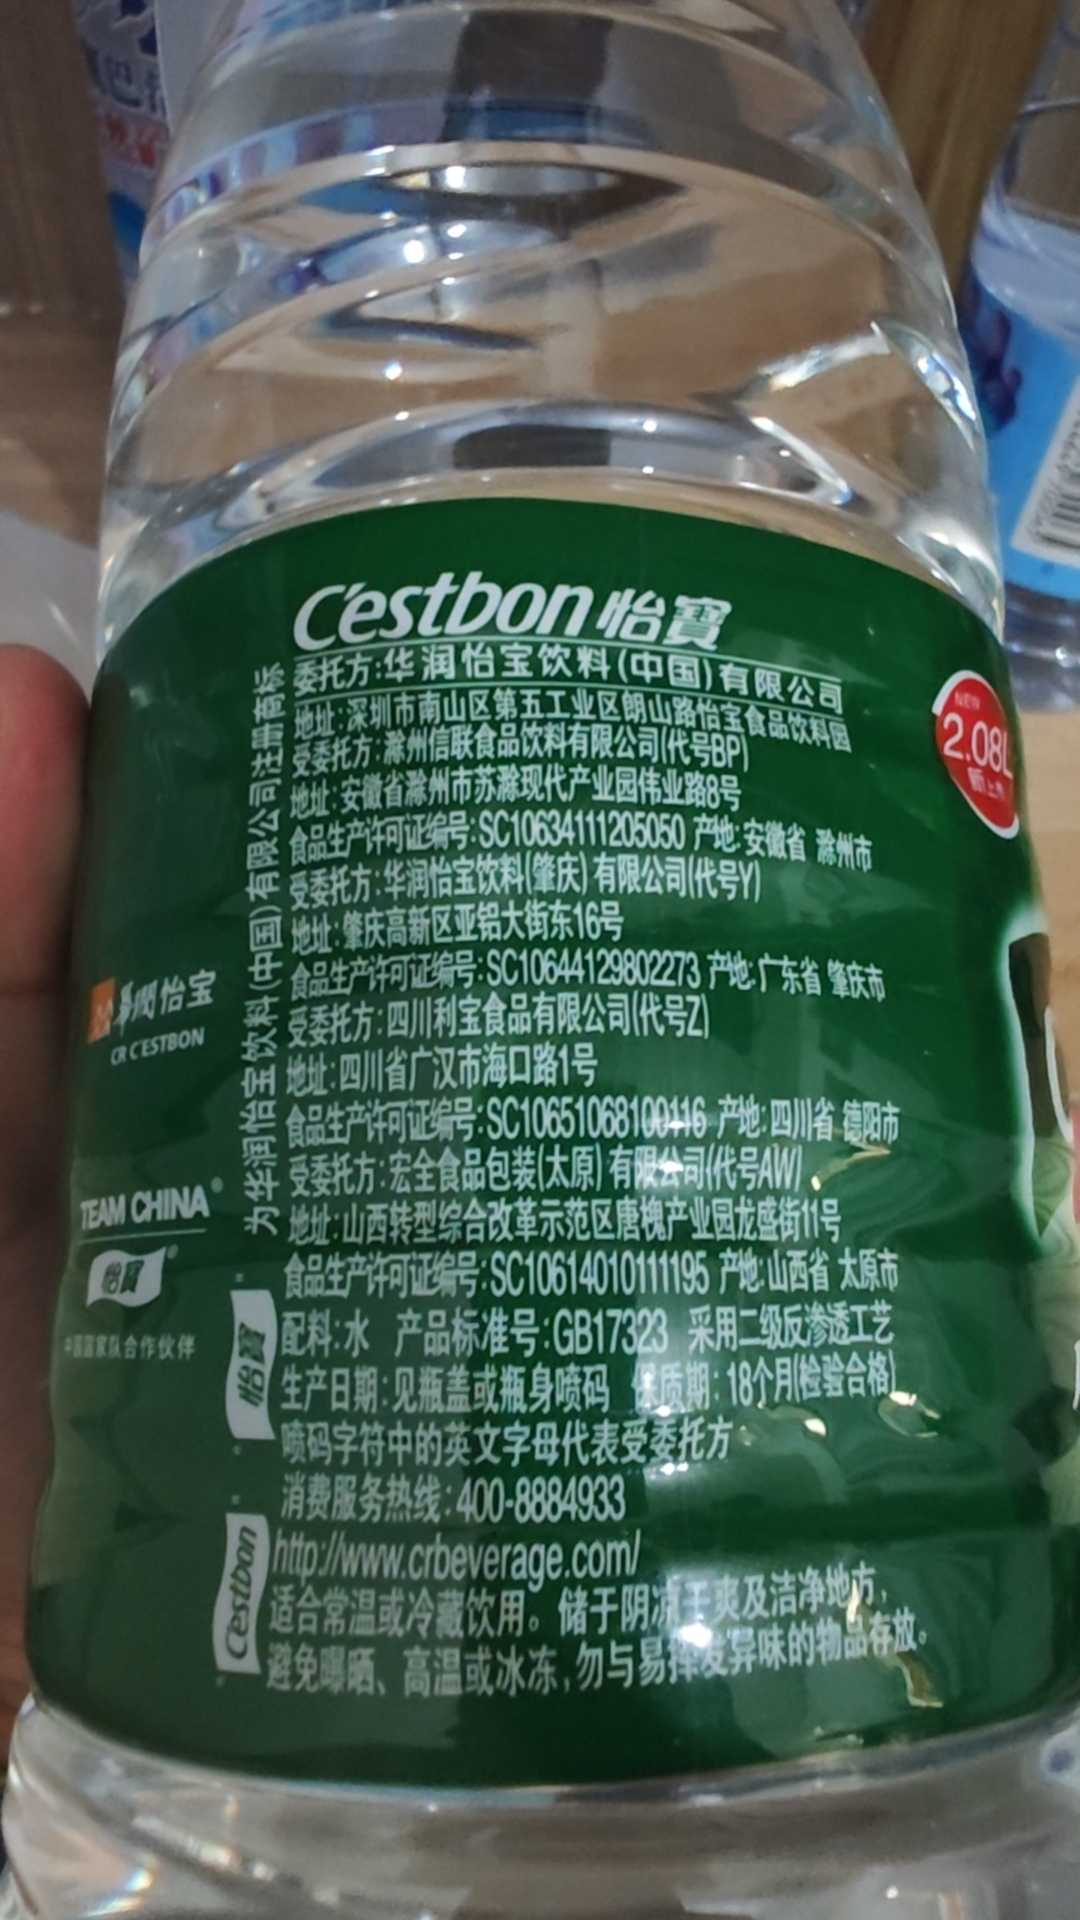 C'estbon 怡寶
委托方:华润怡宝饮料(中国)有限公司
地址:深圳市南山区第五工业区朗山路怡宝食品饮料园
受委托方:滁州信联食品饮料有限公司(代号BP)
地址:安徽省滁州市苏滁现代产业园伟业路8号
食品生产许可证编号:SC10634111205050 产地:安徽省 滁州市
受委托方:华润怡宝饮料(肇庆)有限公司(代号Y)
地址:肇庆高新区亚铝大街东16号
食品生产许可证编号:SC10644129802273 产地:广东省 肇庆市
受委托方:四川利宝食品有限公司(代号Z)
地址:四川省广汉市海口路1号
食品生产许可证编号:SC10651068100116 产地:四川省 德阳市
受委托方:宏全食品包装(太原)有限公司(代号AW)
地址:山西转型综合改革示范区唐槐产业园龙盛街11号
食品生产许可证编号:SC10614010111195 产地:山西省 太原市
配料:水 产品标准号:GB17323 采用二级反渗透工艺
生产日期:见瓶盖或瓶身喷码 保质期:18个月(检验合格)
喷码字符中的英文字母代表受委托方
消费服务热线:400-8884933
http://www.crbeverage.com/
适合常温或冷藏饮用。储于阴凉干爽及洁净地方,
避免曝晒、高温或冰冻,勿与易挥发异味的物品存放。
为华润怡宝饮料(中国)有限公司注册商标
怡寶
C'estbon
華潤怡宝
CR C'ESTBON
TEAM CHINA
怡寶
中国国家队合作伙伴
NEW
2.08L
新上市